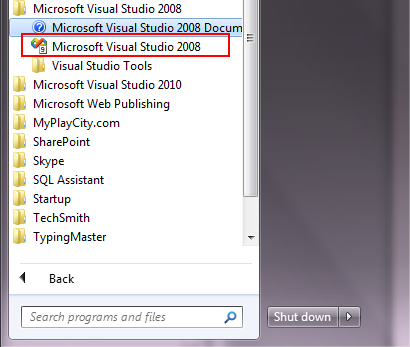 Microsoft Visual Studio 2008
Microsoft Visual Studio 2008 Docum
Microsoft Visual Studio 2008
Visual Studio Tools
Microsoft Visual Studio 2010
Microsoft Web Publishing
MyPlayCity.com
SharePoint
Skype
SQL Assistant
Startup
TechSmith
TypingMaster
Back
Search programs and files
Shut down